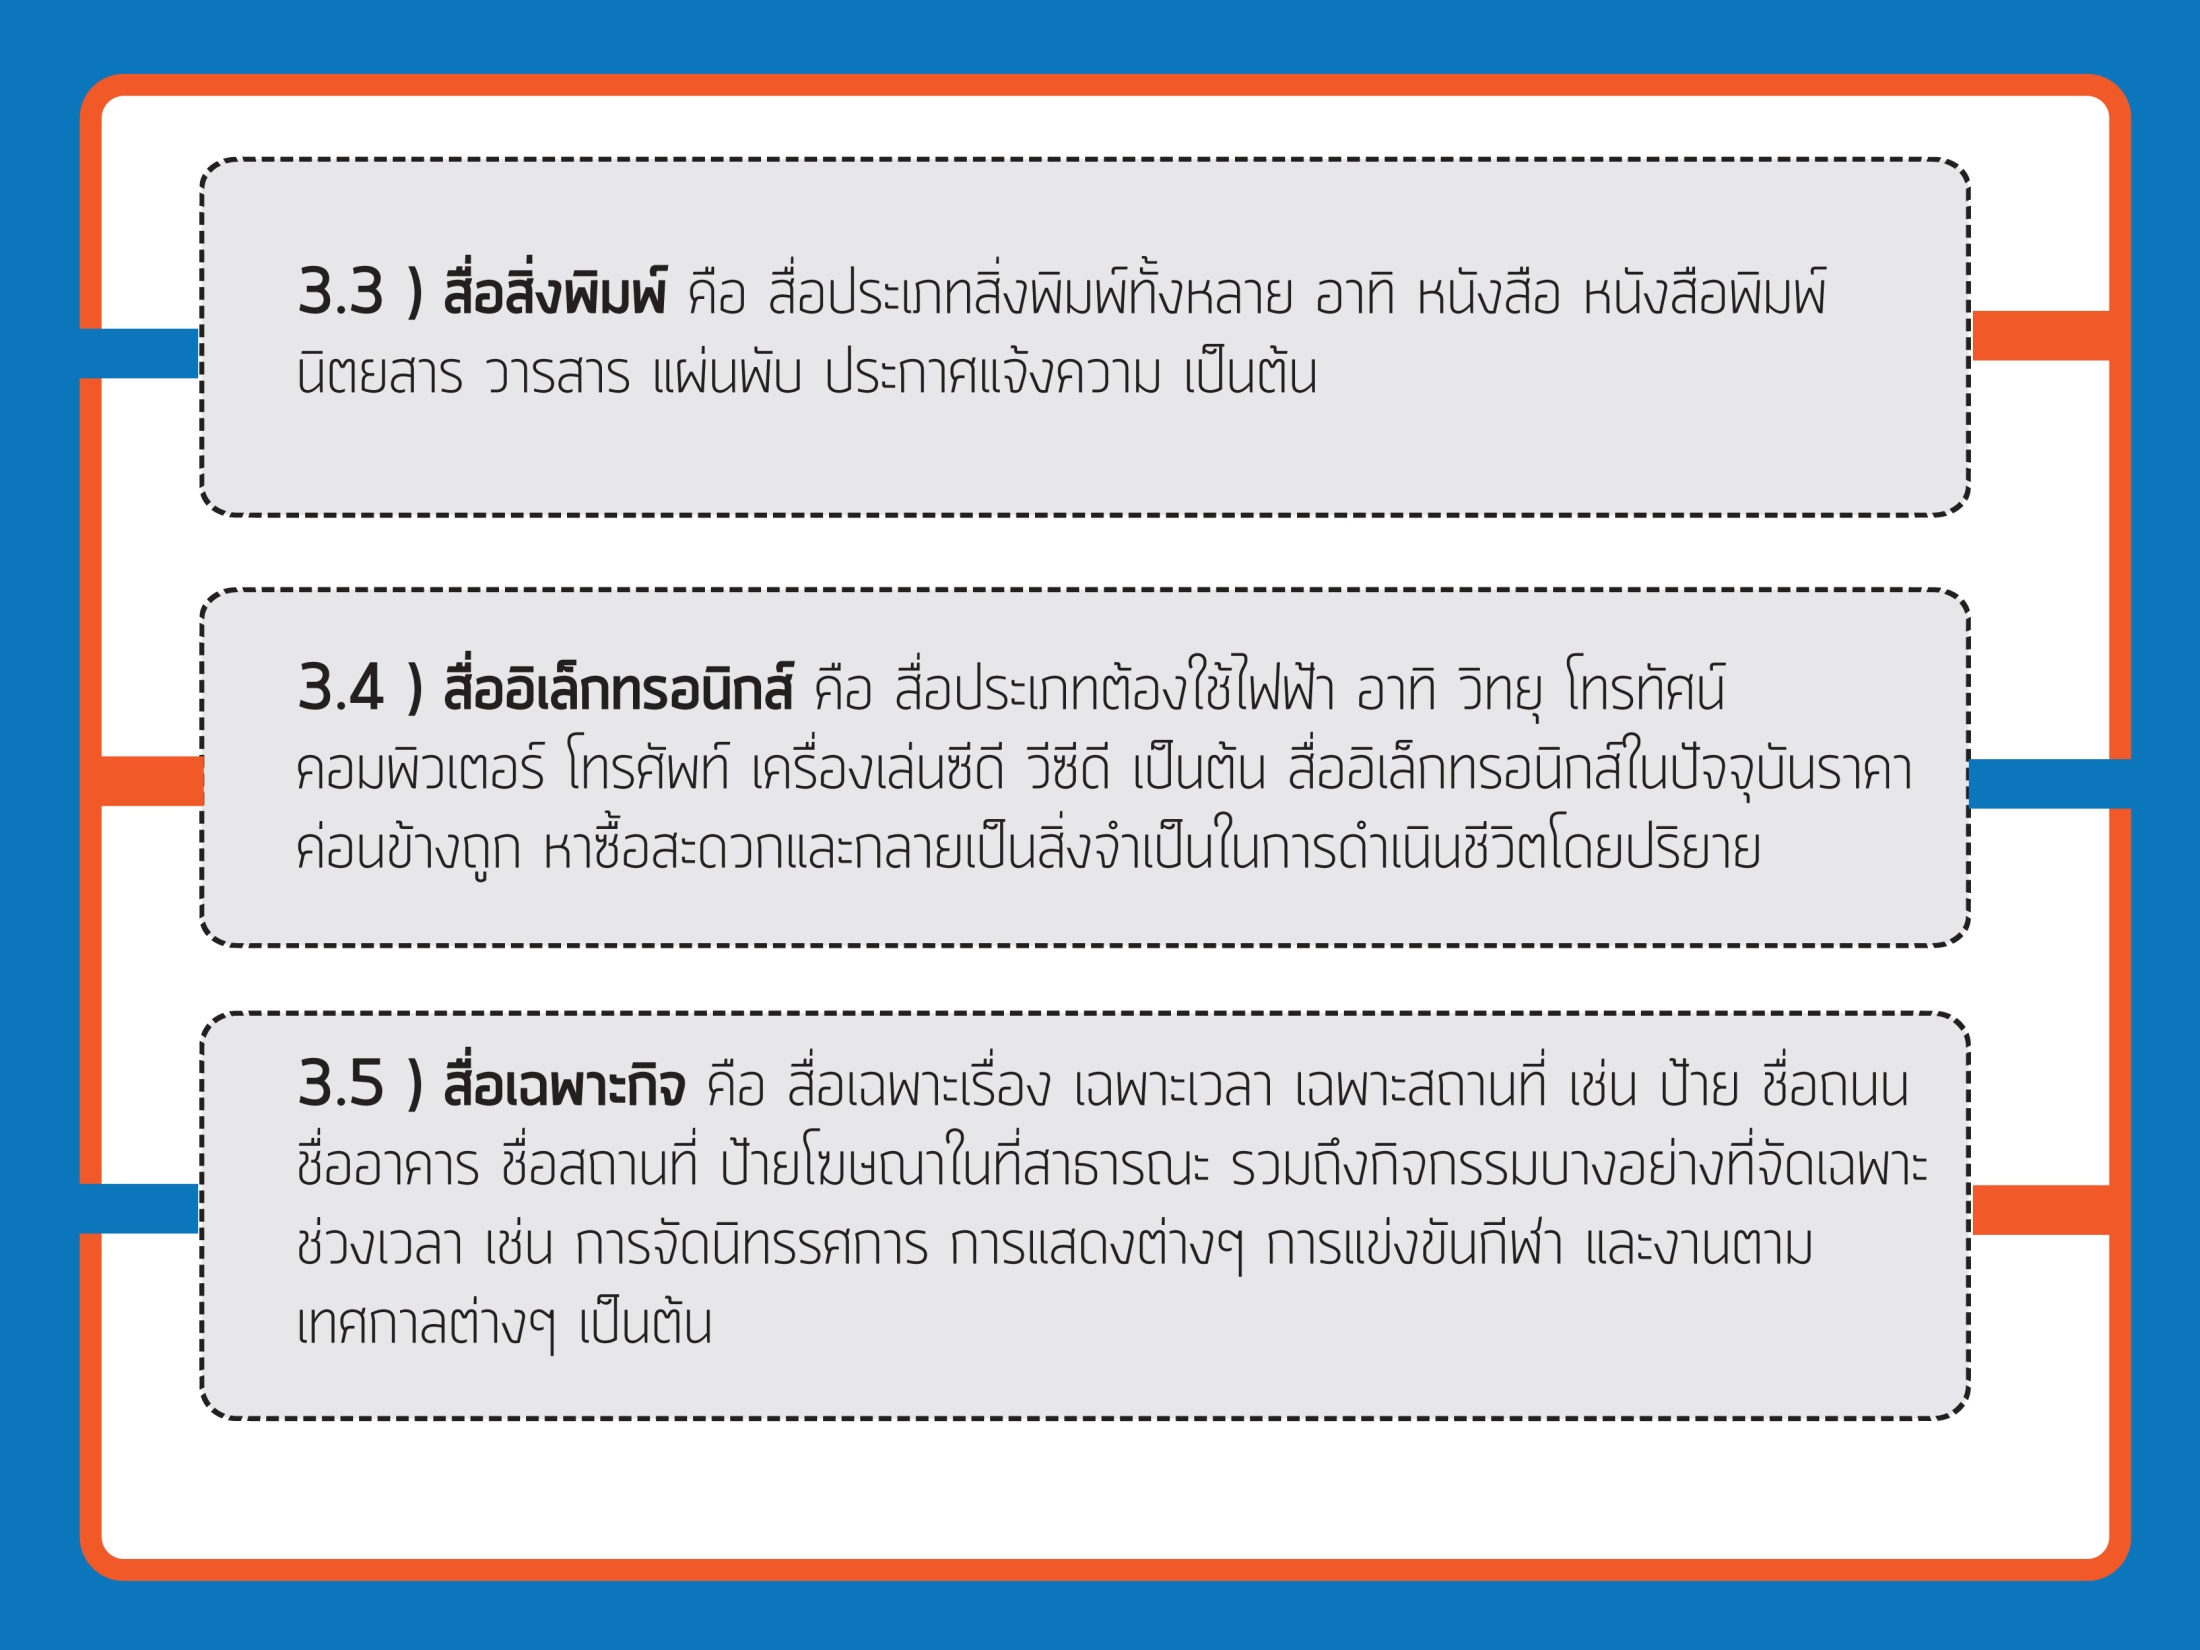 3.3 ) สื่อสิ่งพิมพ์ คือ สื่อประเภทสิ่งพิมพ์ทั้งหลาย อาทิ หนังสือ หนังสือพิมพ์
นิตยสาร วารสาร แผ่นพับ ประกาศแจ้งความ เป็นต้น
3.4 ) สื่ออิเล็กทรอนิกส์ คือ สื่อประเภทต้องใช้ไฟฟ้า อาทิ วิทยุ โทรทัศน์
คอมพิวเตอร์ โทรศัพท์ เครื่องเล่นซีดี วีซีดี เป็นต้น สื่ออิเล็กทรอนิกส์ในปัจจุบันราคา
ค่อนข้างถูก หาซื้อสะดวกและกลายเป็นสิ่งจำเป็นในการดำเนินชีวิตโดยปริยาย
3.5 ) สื่อเฉพาะกิจ คือ สื่อเฉพาะเรื่อง เฉพาะเวลา เฉพาะสถานที่ เช่น ป้าย ชื่อถนน
ชื่ออาคาร ชื่อสถานที่ ป้ายโฆษณาในที่สาธารณะ รวมถึงกิจกรรมบางอย่างที่จัดเฉพาะ
ช่วงเวลา เช่น การจัดนิทรรศการ การแสดงต่างๆ การแข่งขันกีฬา และงานตาม
เทศกาลต่างๆ เป็นต้น